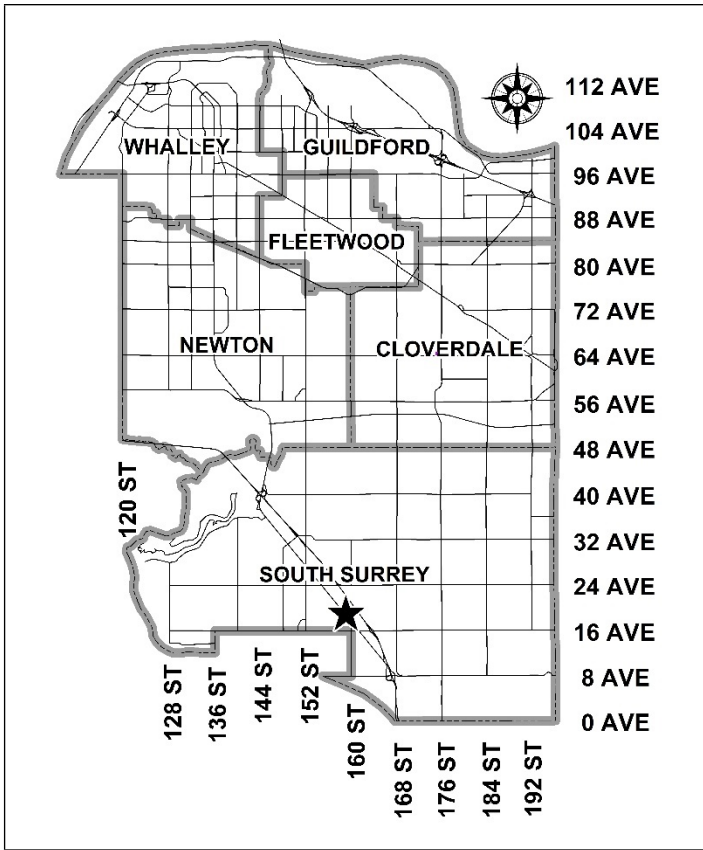 112 AVE
104 AVE
WHALLEY
GUILDFORD
96 AVE
88 AVE
FLEETWOOD
80 AVE
72 AVE
NEWTON
CLOVERDALE
64 AVE
56 AVE
48 AVE
120 ST
40 AVE
32 AVE
SOUTH SURREY
24 AVE
16 AVE
128 ST
136 ST
144 ST
152 ST
8 AVE
160 ST
0 AVE
168 ST
176 ST
184 ST
192 ST